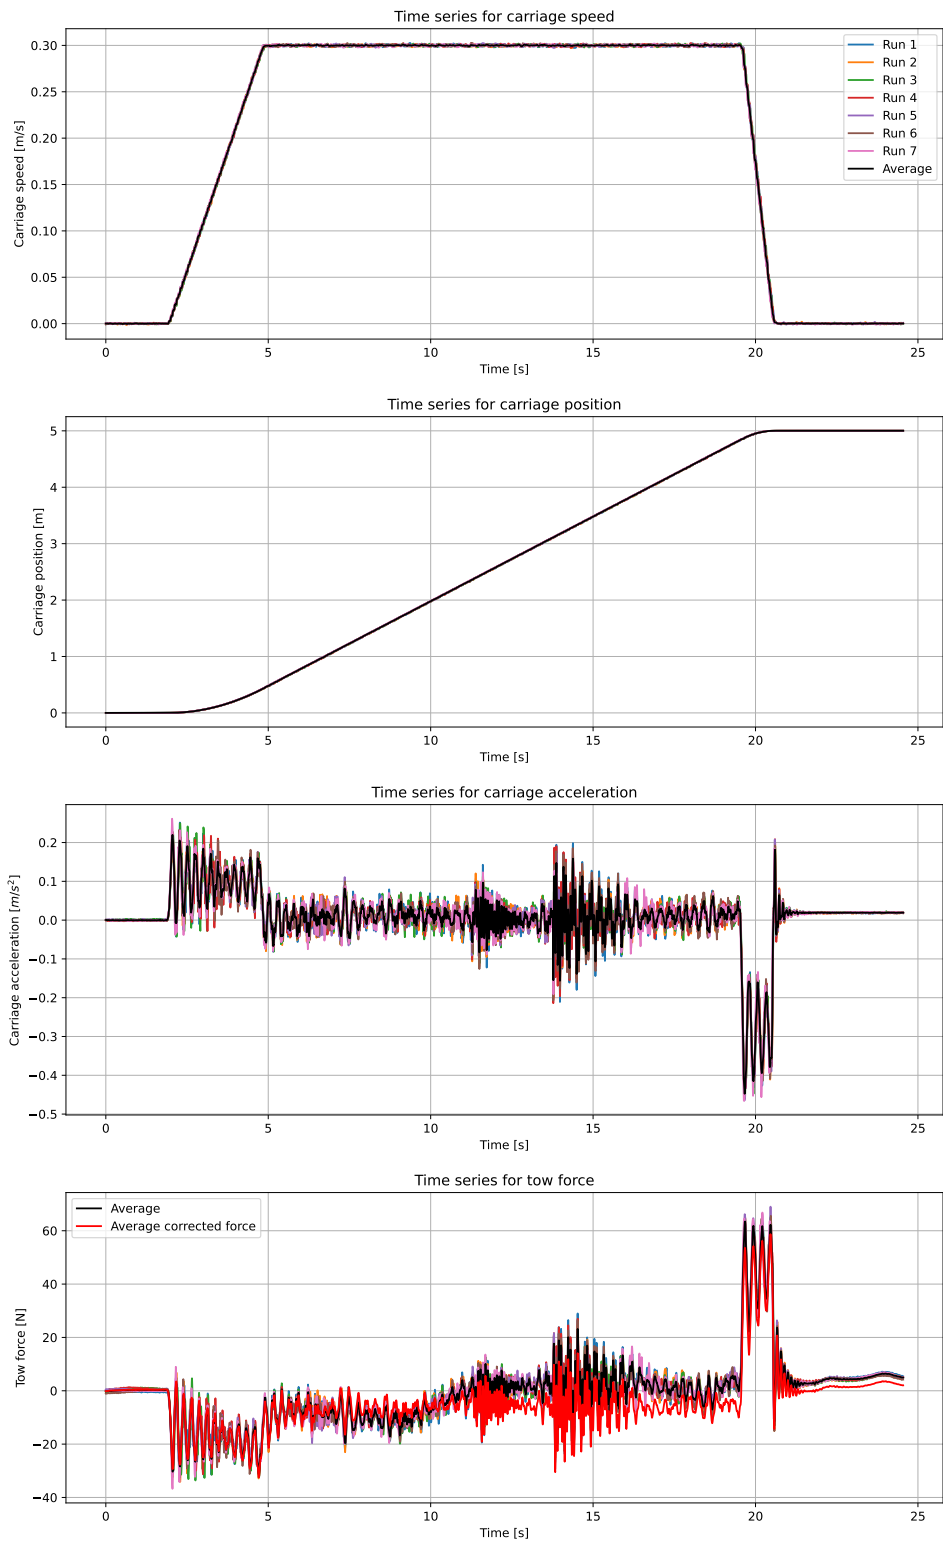 Time series for carriage speed
Carriage speed [m/s]
0.30
0.25
0.20
0.15
0.10
0.05
0.00
Run 1
Run 2
Run 3
Run 4
Run 5
Run 6
Run 7
Average
0 5 10 15 20 25
Time [s]
Time series for carriage position
Carriage position [m]
5
4
3
2
1
0
0 5 10 15 20 25
Time [s]
Time series for carriage acceleration
Carriage acceleration [m/s²]
0.2
0.1
0.0
−0.1
−0.2
−0.3
−0.4
−0.5
0 5 10 15 20 25
Time [s]
Time series for tow force
Tow force [N]
Average
Average corrected force
60
40
20
0
−20
−40
0 5 10 15 20 25
Time [s]